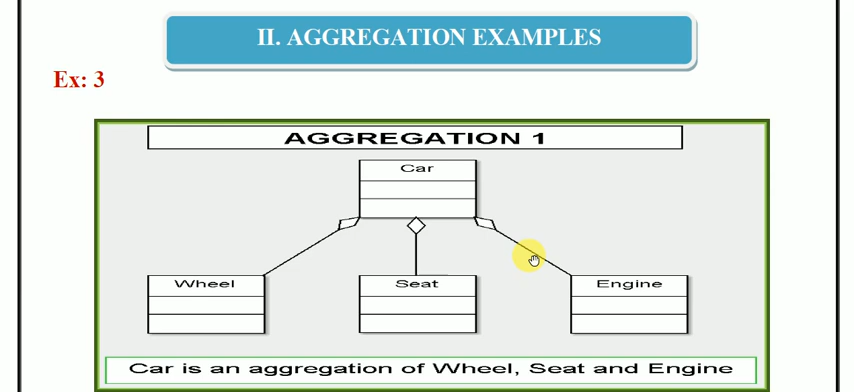 II. AGGREGATION EXAMPLES
Ex: 3
AGGREGATION 1
Car
Wheel
Seat
Engine
Car is an aggregation of Wheel, Seat and Engine